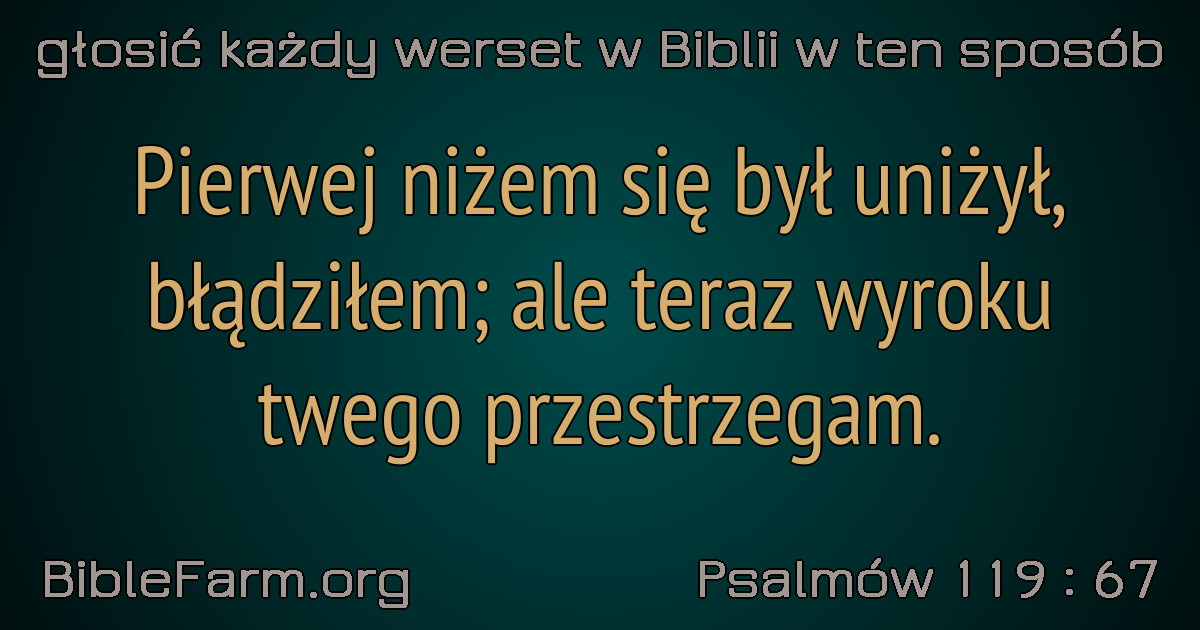 głosić każdy werset w Biblii w ten sposób
Pierwej niżem się był uniżył,
błądziłem; ale teraz wyroku
twego przestrzegam.
BibleFarm.org
Psalmów 119 : 67